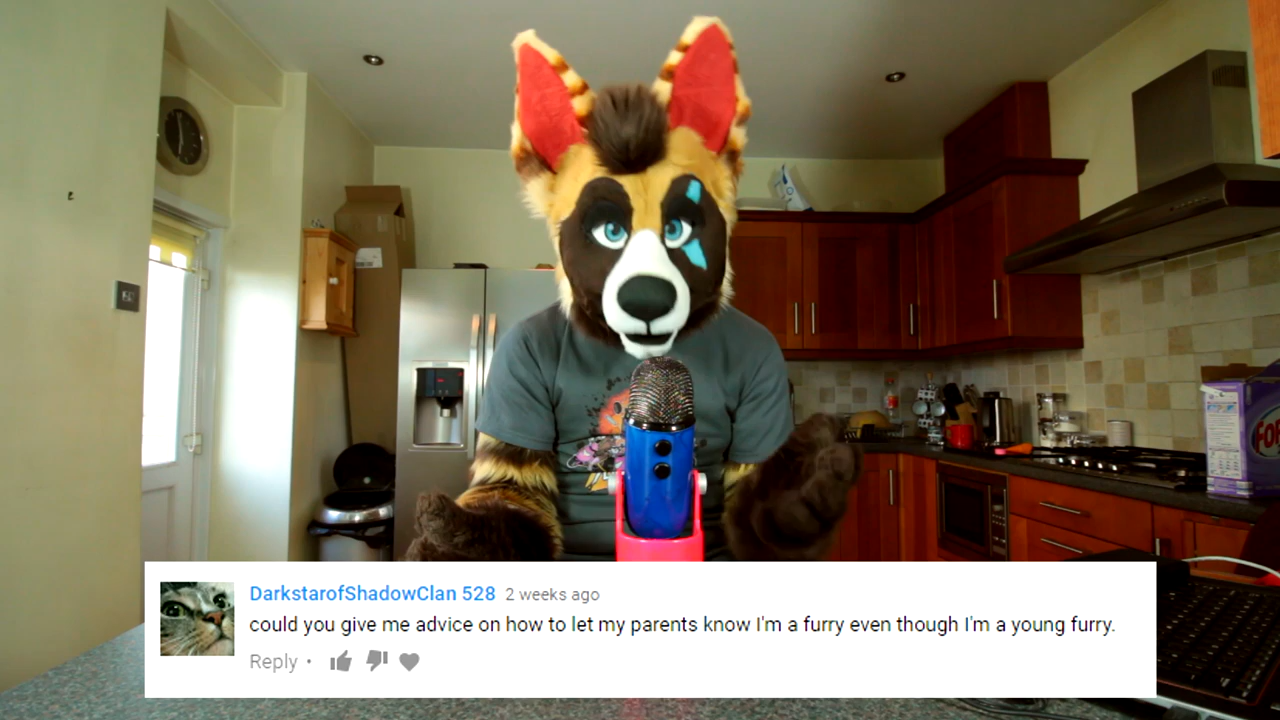 DarkstarofShadowClan 528 2 weeks ago
could you give me advice on how to let my parents know I'm a furry even though I'm a young furry.
Reply •